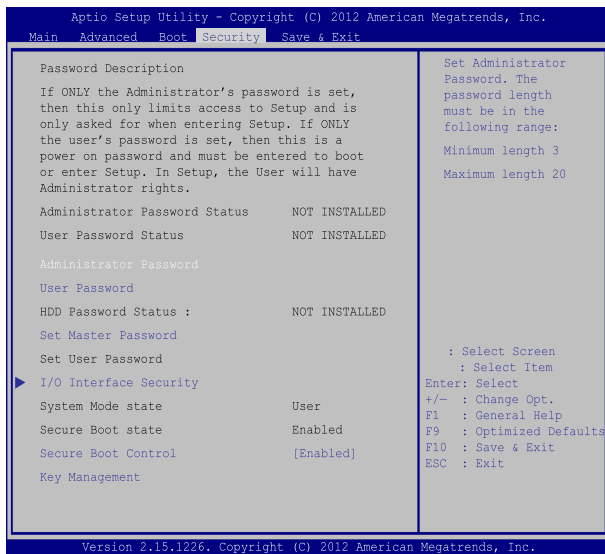 Aptio Setup Utility - Copyright (C) 2012 American Megatrends, Inc.
Main Advanced Boot Security Save & Exit
Password Description
If ONLY the Administrator's password is set,
then this only limits access to Setup and is
only asked for when entering Setup. If ONLY
the user's password is set, then this is a
power on password and must be entered to boot
or enter Setup. In Setup, the User will have
Administrator rights.
Administrator Password Status NOT INSTALLED
User Password Status NOT INSTALLED
Administrator Password
User Password
HDD Password Status : NOT INSTALLED
Set Master Password
Set User Password
I/O Interface Security
System Mode state User
Secure Boot state Enabled
Secure Boot Control [Enabled]
Key Management
Set Administrator
Password. The
password length
must be in the
following range:
Minimum length 3
Maximum length 20
: Select Screen
: Select Item
Enter: Select
+/— : Change Opt.
F1 : General Help
F9 : Optimized Defaults
F10 : Save & Exit
ESC : Exit
Version 2.15.1226. Copyright (C) 2012 American Megatrends, Inc.